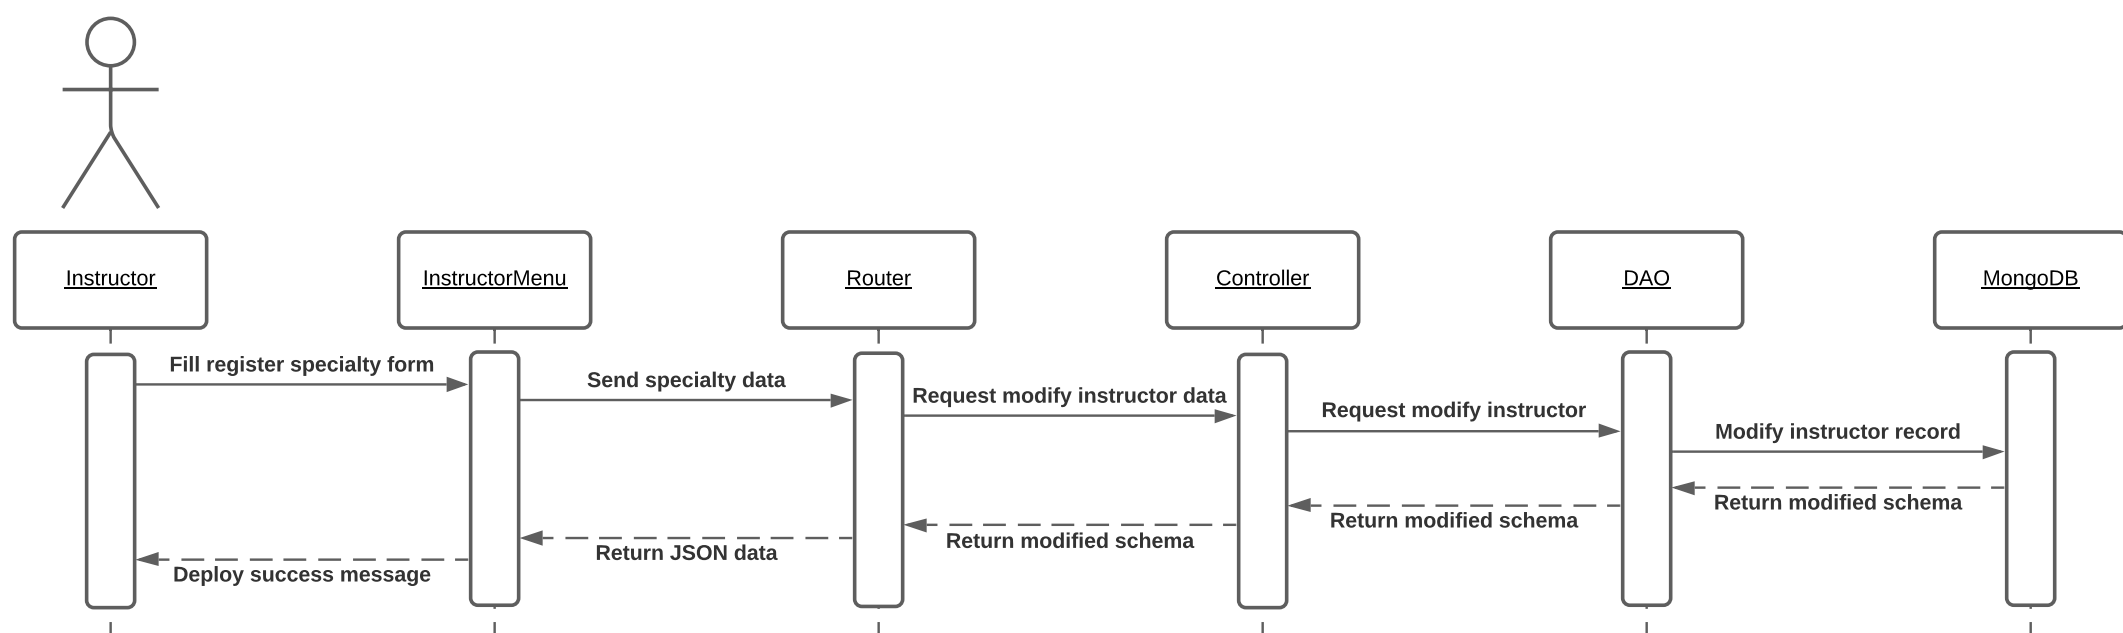 Instructor
InstructorMenu
Router
Controller
DAO
MongoDB
Fill register specialty form
Send specialty data
Request modify instructor data
Request modify instructor
Modify instructor record
Return modified schema
Return modified schema
Return modified schema
Return JSON data
Deploy success message